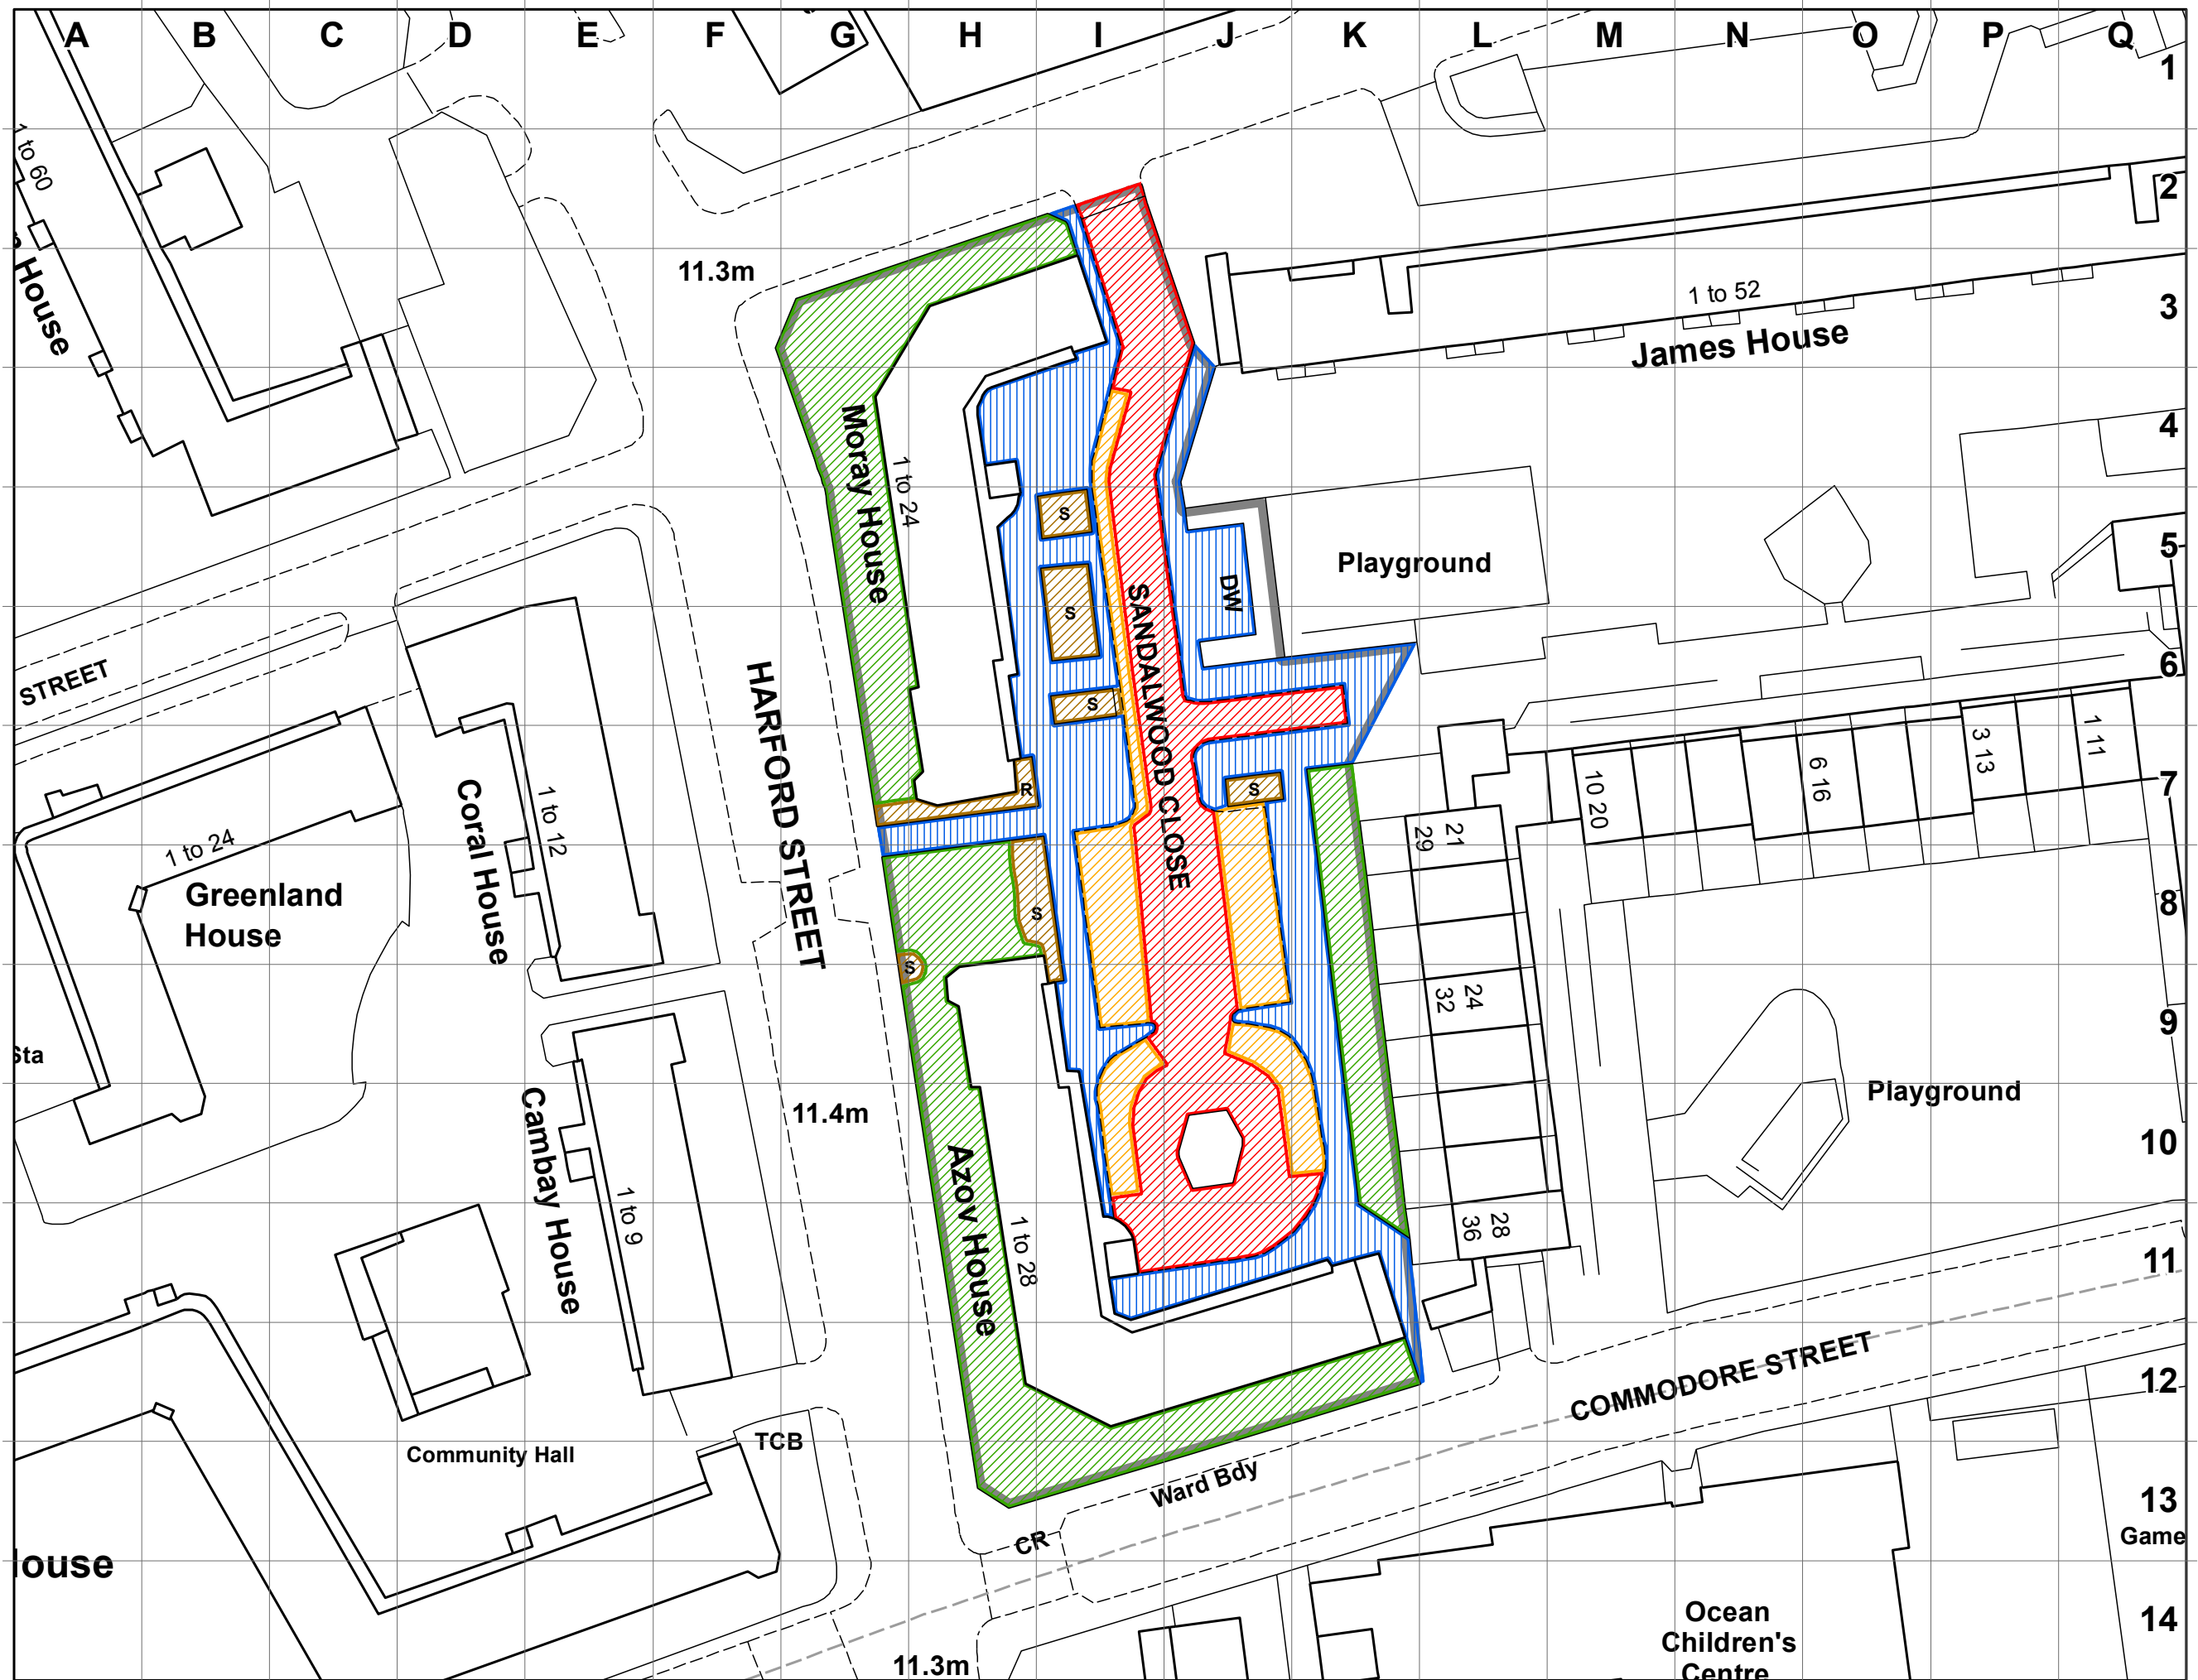 A B C D E F G H I J K L M N O P Q
1
2
3
4
5
6
7
8
9
10
11
12
13
14
1 to 60
House
11.3m
1 to 52
James House
Moray House
1 to 24
S
S
S
Playground
DW
SANDALWOOD CLOSE
STREET
HARFORD STREET
R
S
S
S
Coral House
1 to 12
1 to 24
Greenland
House
10 20
6 16
3 13
1 11
21
29
24
32
28
36
Sta
Cambay House
1 to 9
11.4m
Azov House
1 to 28
Playground
COMMODORE STREET
Community Hall
TCB
Ward Bdy
CR
Game
ouse
11.3m
Ocean
Children's
Centre